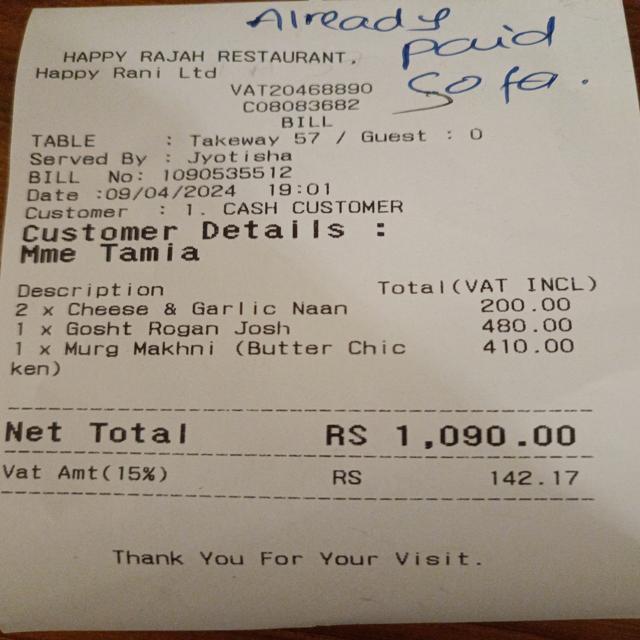 Already
paid
So fa.
HAPPY RAJAH RESTAURANT,
Happy Rani Ltd
VAT20468890
C08083682
BILL
TABLE : Takeway 57 / Guest : 0
Served By : Jyotisha
BILL No: 1090535512
Date :09/04/2024 19:01
Customer : 1. CASH CUSTOMER
Customer Details :
Mme Tamia
Description Total(VAT INCL)
2 x Cheese & Garlic Naan 200.00
1 x Gosht Rogan Josh 480.00
1 x Murg Makhni (Butter Chic 410.00
ken)
Net Total RS 1,090.00
Vat Amt(15%) RS 142.17
Thank You For Your Visit.